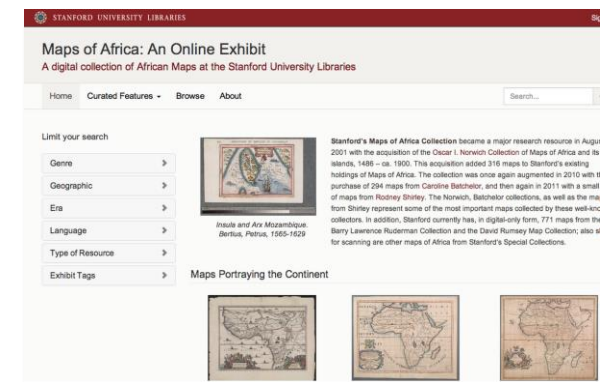 STANFORD UNIVERSITY LIBRARIES
Maps of Africa: An Online Exhibit
A digital collection of African Maps at the Stanford University Libraries
Home Curated Features Browse About
Search...
Limit your search
Genre
Geographic
Era
Language
Type of Resource
Exhibit Tags
Insula and Arx Mozambique.
Bertius, Petrus, 1565-1629
Stanford's Maps of Africa Collection became a major research resource in Augu
2001 with the acquisition of the Oscar I. Norwich Collection of Maps of Africa and its
islands, 1486 – ca. 1900. This acquisition added 316 maps to Stanford's existing
holdings of Maps of Africa. The collection was once again augmented in 2010 with th
purchase of 294 maps from Caroline Batchelor, and then again in 2011 with a small
of maps from Rodney Shirley. The Norwich, Batchelor collections, as well as the ma
from Shirley represent some of the most important maps collected by these well-kno
collectors. In addition, Stanford currently has, in digital-only form, 771 maps from the
Barry Lawrence Ruderman Collection and the David Rumsey Map Collection; also s
for scanning are other maps of Africa from Stanford's Special Collections.
Maps Portraying the Continent